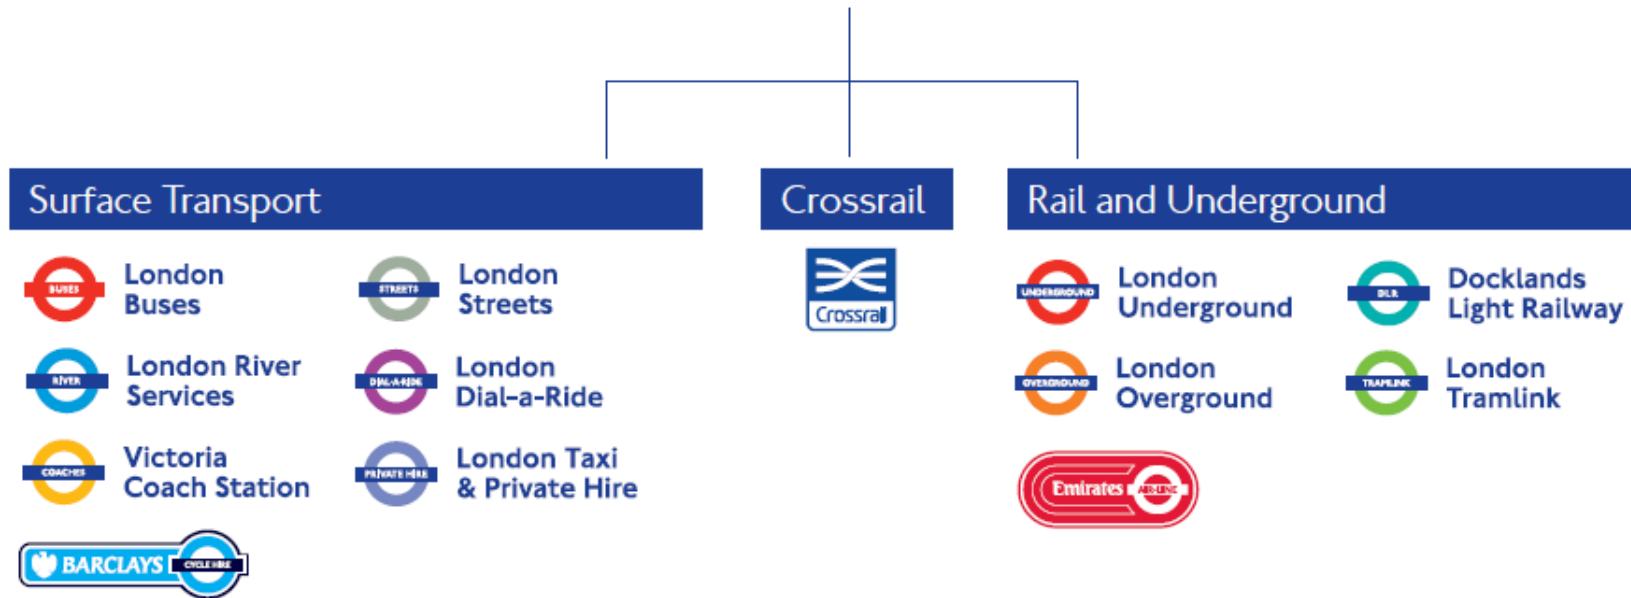 Surface Transport
BUSES
London
Buses
STREETS
London
Streets
RIVER
London River
Services
DIAL-A-RIDE
London
Dial-a-Ride
COACHES
Victoria
Coach Station
PRIVATE HIRE
London Taxi
& Private Hire
BARCLAYS CYCLE HIRE
Crossrail
Crossrail
Rail and Underground
UNDERGROUND
London
Underground
DLR
Docklands
Light Railway
OVERGROUND
London
Overground
TRAMLINK
London
Tramlink
Emirates AIR-LINE